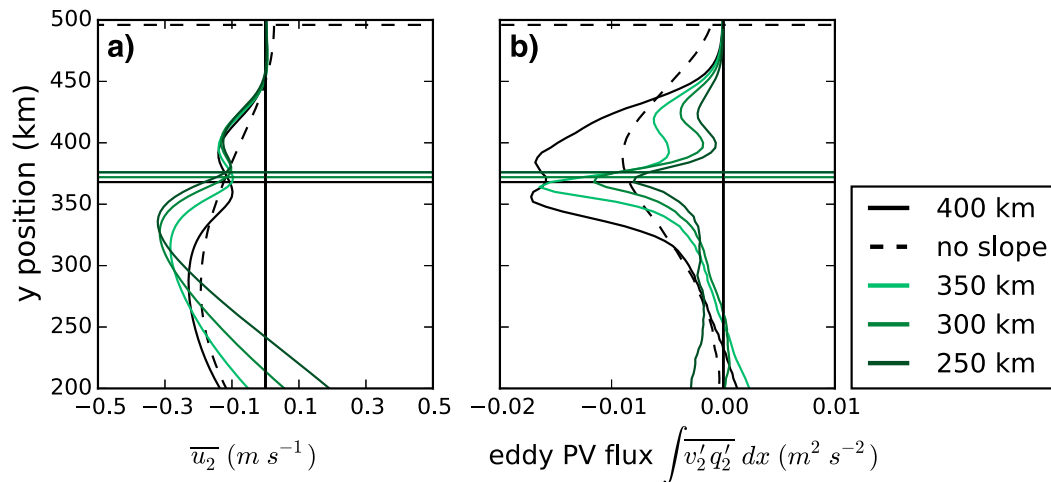 a)
b)
500
450
400
350
300
250
200
y position (km)
−0.5 −0.3 −0.1 0.1 0.3 0.5
−0.02 −0.01 0.00 0.01
$\overline{u_2}$ (m s⁻¹)
eddy PV flux ∫$\overline{v_2' q_2'}$ dx (m² s⁻²)
400 km
no slope
350 km
300 km
250 km